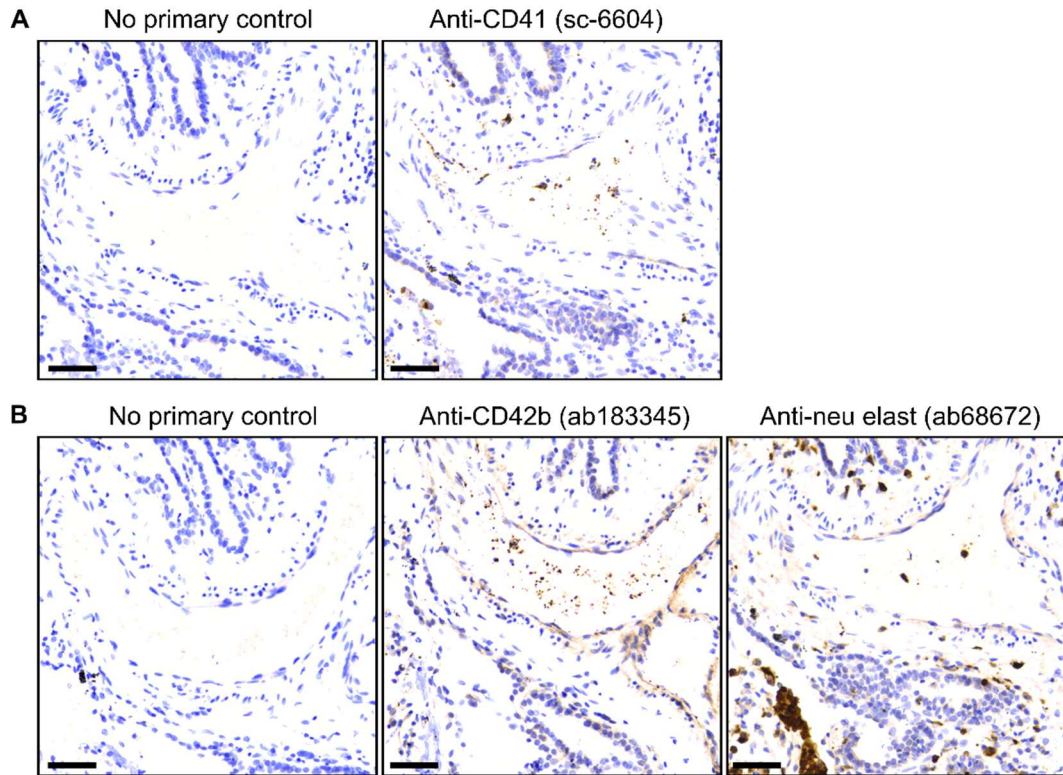 A
No primary control
Anti-CD41 (sc-6604)
B
No primary control
Anti-CD42b (ab183345)
Anti-neu elast (ab68672)